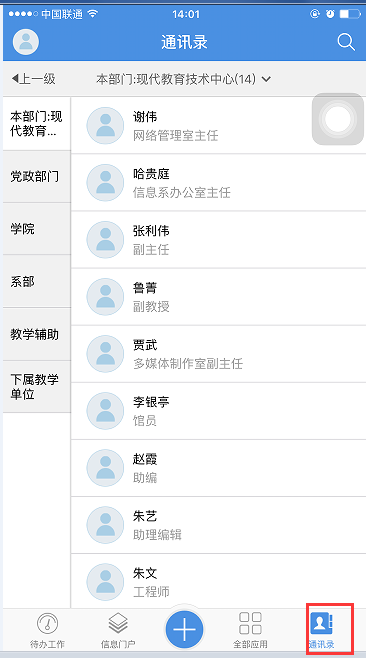 中国联通 14:01
通讯录
上一级 本部门:现代教育技术中心(14)
本部门:现
代教育...
党政部门
学院
系部
教学辅助
下属教学
单位
谢伟
网络管理室主任
哈贵庭
信息系办公室主任
张利伟
副主任
鲁菁
副教授
贾武
多媒体制作室副主任
李银亭
馆员
赵霞
助编
朱艺
助理编辑
朱文
工程师
待办工作 信息门户 全部应用 通讯录